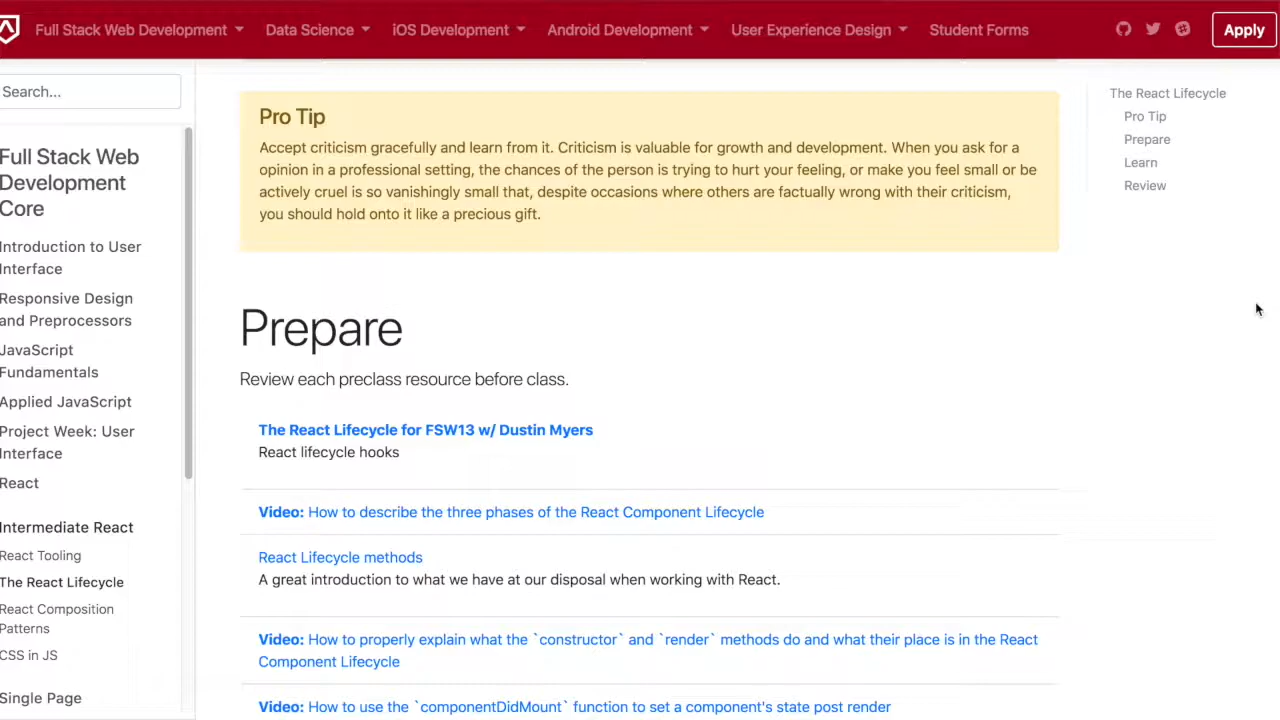 Full Stack Web Development Data Science iOS Development Android Development User Experience Design Student Forms Apply
Search...
Full Stack Web
Development
Core
Introduction to User
Interface
Responsive Design
and Preprocessors
JavaScript
Fundamentals
Applied JavaScript
Project Week: User
Interface
React
Intermediate React
React Tooling
The React Lifecycle
React Composition
Patterns
CSS in JS
Single Page
Pro Tip
Accept criticism gracefully and learn from it. Criticism is valuable for growth and development. When you ask for a
opinion in a professional setting, the chances of the person is trying to hurt your feeling, or make you feel small or be
actively cruel is so vanishingly small that, despite occasions where others are factually wrong with their criticism,
you should hold onto it like a precious gift.
Prepare
Review each preclass resource before class.
The React Lifecycle for FSW13 w/ Dustin Myers
React lifecycle hooks
Video: How to describe the three phases of the React Component Lifecycle
React Lifecycle methods
A great introduction to what we have at our disposal when working with React.
Video: How to properly explain what the `constructor` and `render` methods do and what their place is in the React
Component Lifecycle
Video: How to use the `componentDidMount` function to set a component's state post render
The React Lifecycle
Pro Tip
Prepare
Learn
Review